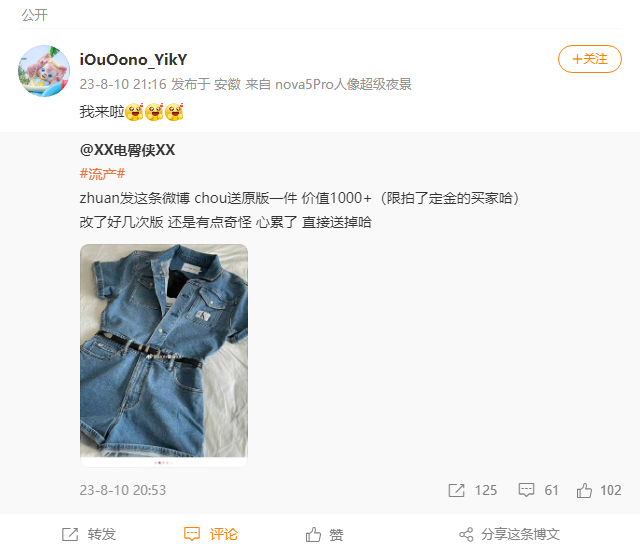 公开
iOuOono_YikY
+关注
23-8-10 21:16 发布于 安徽 来自 nova5Pro人像超级夜景
我来啦
@XX电臀侠XX
#流产#
zhuan发这条微博 chou送原版一件 价值1000+（限拍了定金的买家哈）
改了好几次版 还是有点奇怪 心累了 直接送掉哈
23-8-10 20:53
125
61
102
转发
评论
赞
分享这条博文